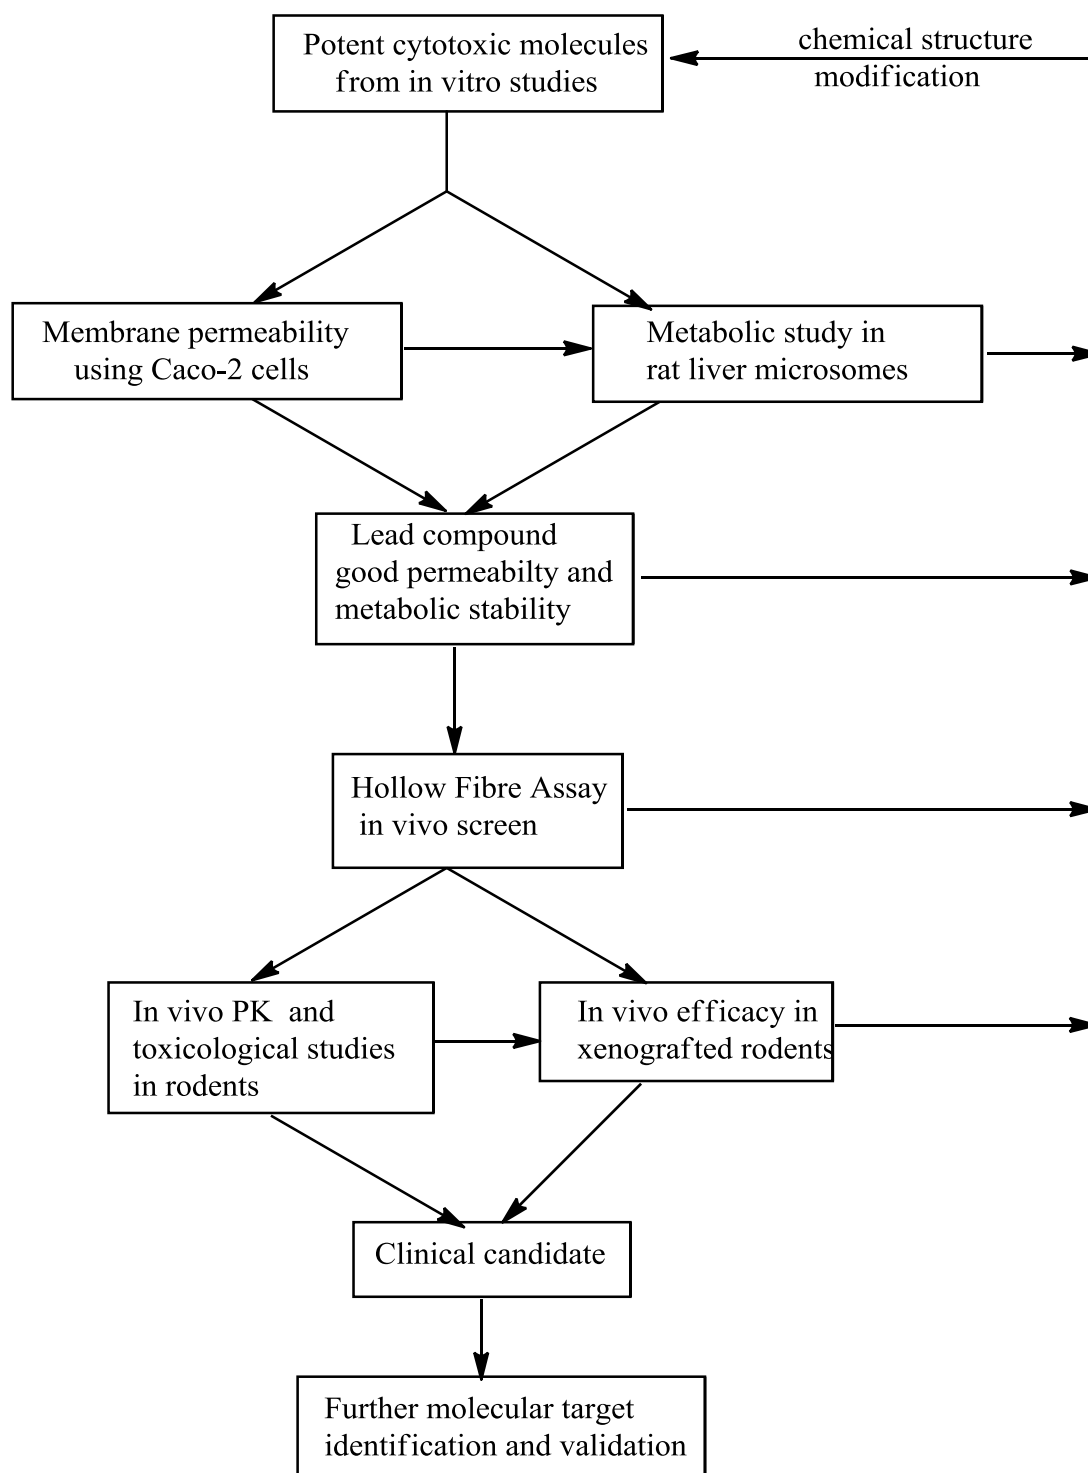 Potent cytotoxic molecules
from in vitro studies
chemical structure
modification
Membrane permeability
using Caco-2 cells
Metabolic study in
rat liver microsomes
Lead compound
good permeabilty and
metabolic stability
Hollow Fibre Assay
in vivo screen
In vivo PK and
toxicological studies
in rodents
In vivo efficacy in
xenografted rodents
Clinical candidate
Further molecular target
identification and validation